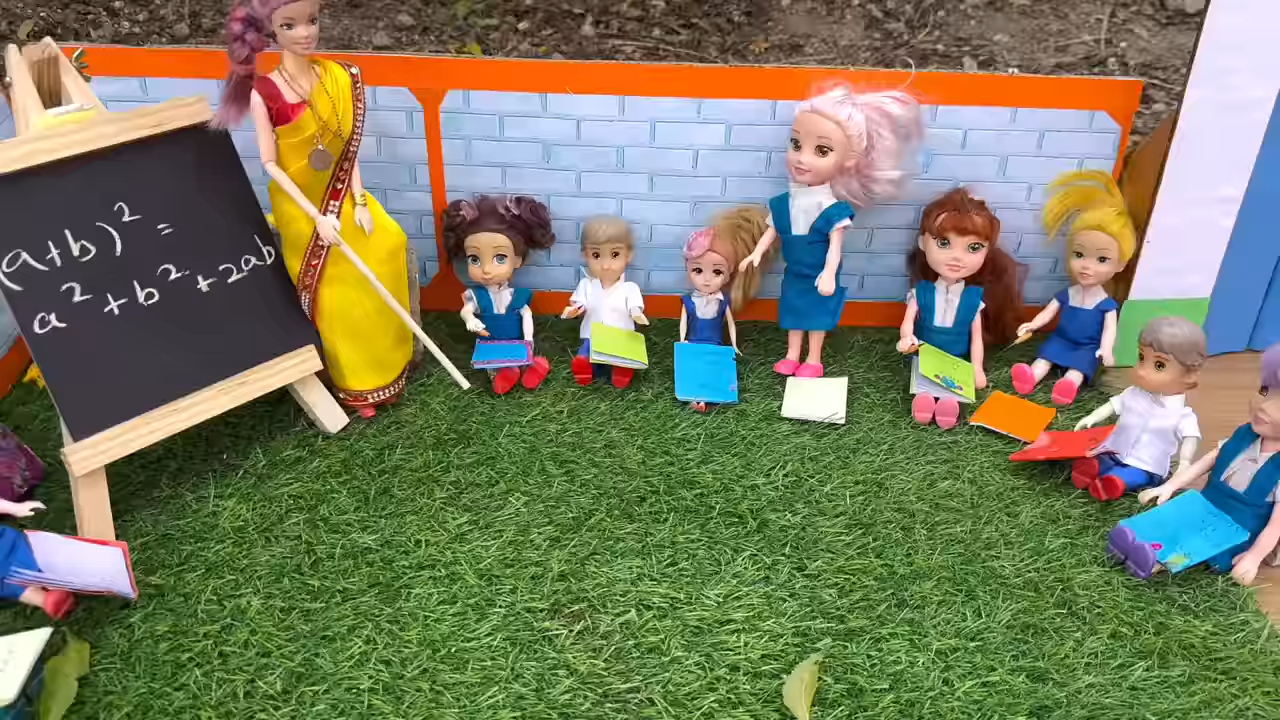 (a+b)² =
a²+b²+2ab